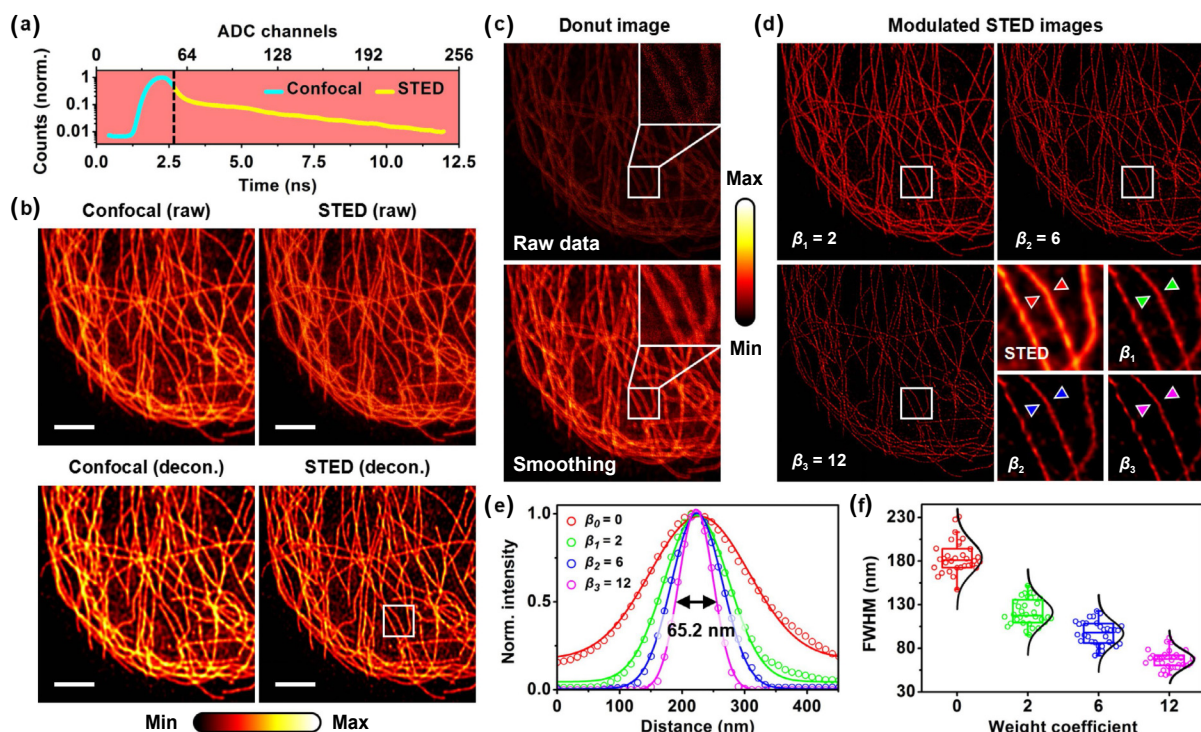 (a)
ADC channels
0 64 128 192 256
Counts (norm.)
1
0.1
0.01
Confocal STED
0.0 2.5 5.0 7.5 10.0 12.5
Time (ns)
(b)
Confocal (raw) STED (raw)
Confocal (decon.) STED (decon.)
Min Max
(c)
Donut image
Raw data
Smoothing
Max
Min
(d)
Modulated STED images
β₁ = 2
β₂ = 6
β₃ = 12
STED
β₁
β₂
β₃
(e)
Norm. intensity
1.0
0.5
0.0
β₀ = 0
β₁ = 2
β₂ = 6
β₃ = 12
65.2 nm
0 100 200 300 400
Distance (nm)
(f)
FWHM (nm)
230
180
130
80
30
0 2 6 12
Weight coefficient